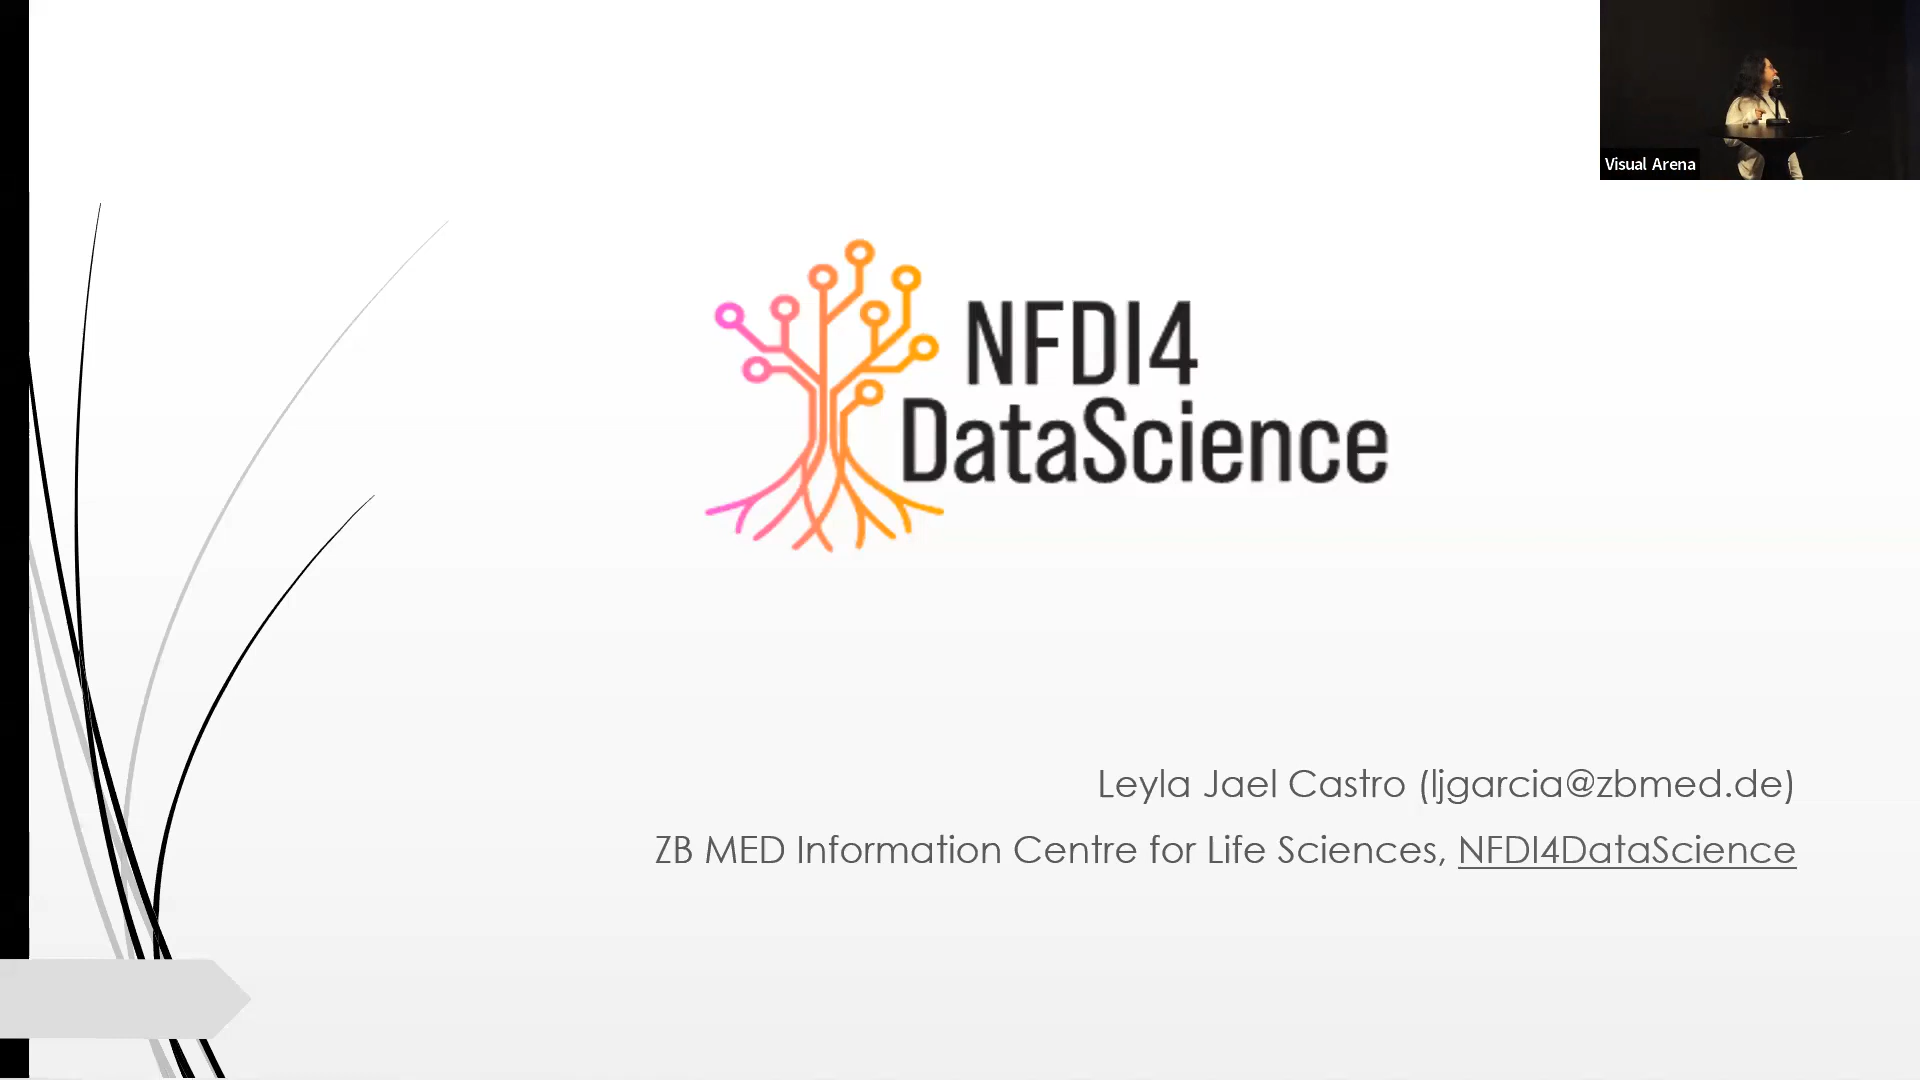 Visual Arena
NFDI4
DataScience
Leyla Jael Castro (ljgarcia@zbmed.de)
ZB MED Information Centre for Life Sciences, NFDI4DataScience